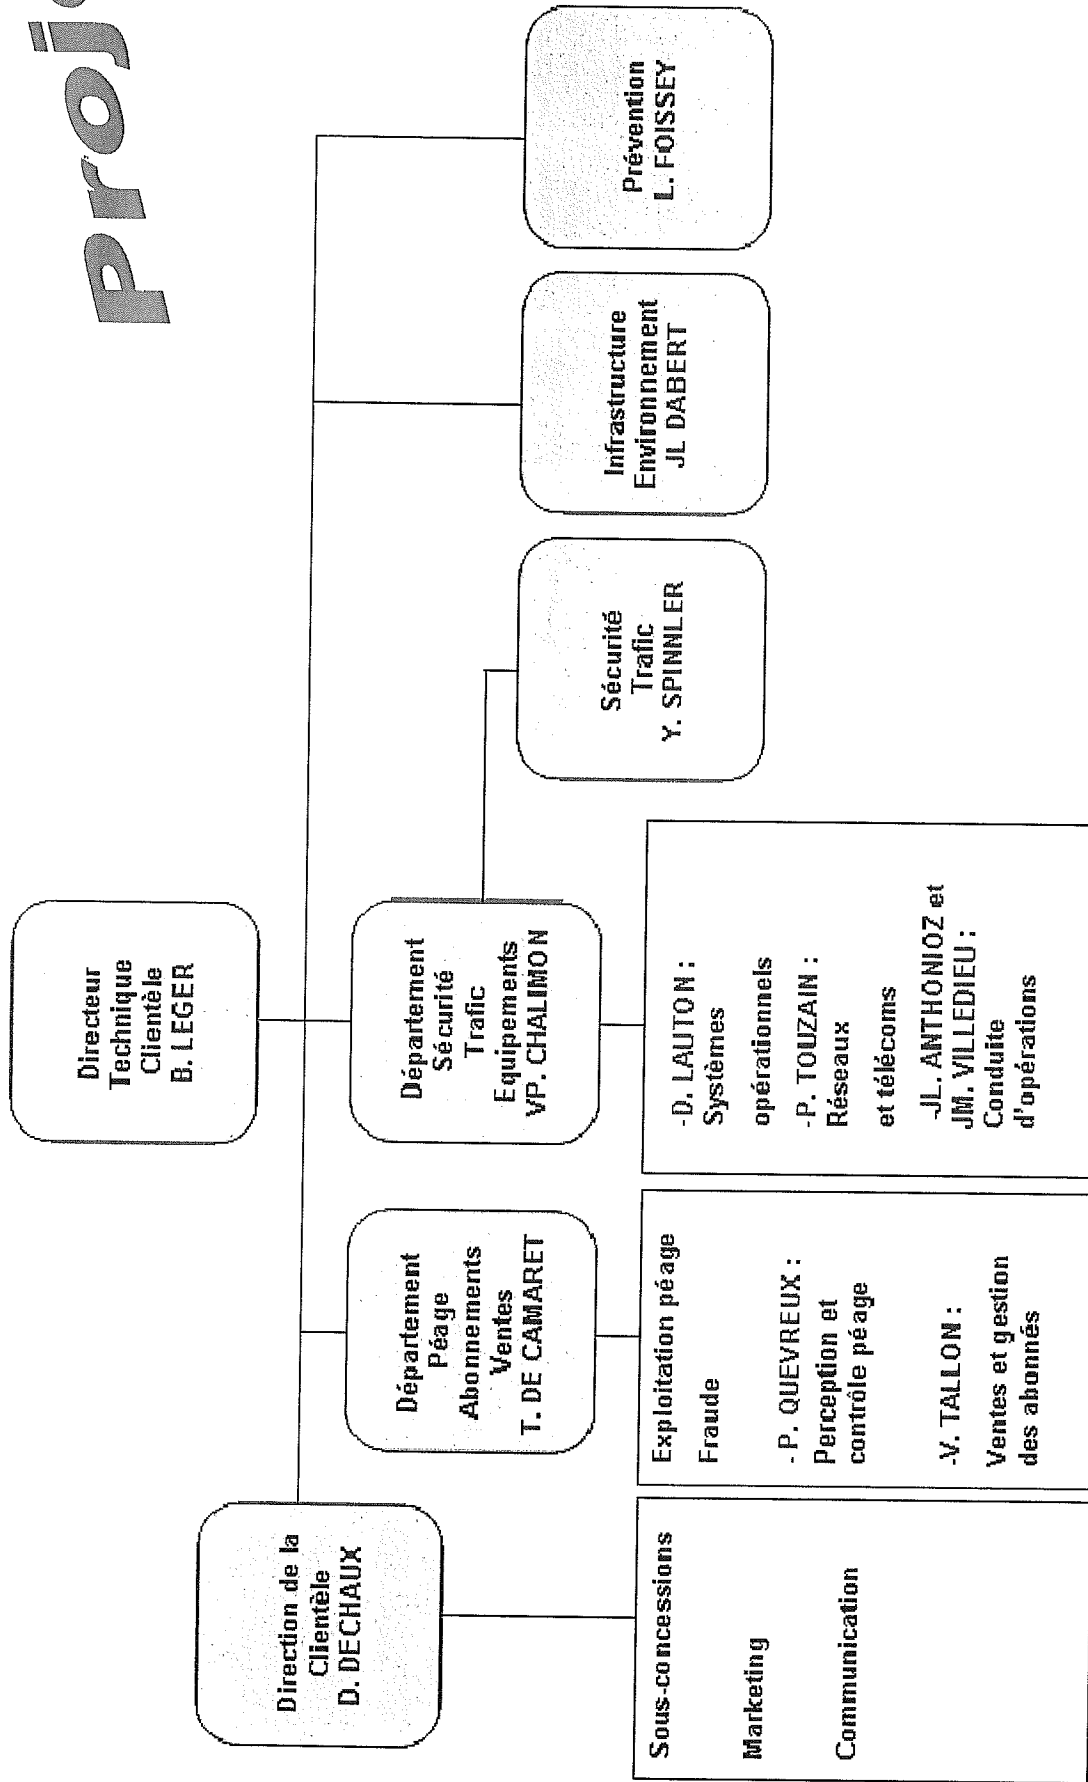 Proj
Directeur
Technique
Clientèle
B. LEGER
Direction de la
Clientèle
D. DECHAUX
Département
Péage
Abonnements
Ventes
T. DE CAMARET
Département
Sécurité
Trafic
Equipements
VP. CHALIMON
Sécurité
Trafic
Y. SPINNLER
Infrastructure
Environnement
JL DABERT
Prévention
L. FOISSEY
Sous-concessions
Marketing
Communication
Exploitation péage
Fraude
- P. QUEVREUX :
Perception et
contrôle péage
-V. TALLON :
Ventes et gestion
des abonnés
-D. LAUTON :
Systèmes
opérationnels
-P. TOUZAIN :
Réseaux
et télécoms
-JL. ANTHONIOZ et
JM. VILLEDIEU :
Conduite
d'opérations